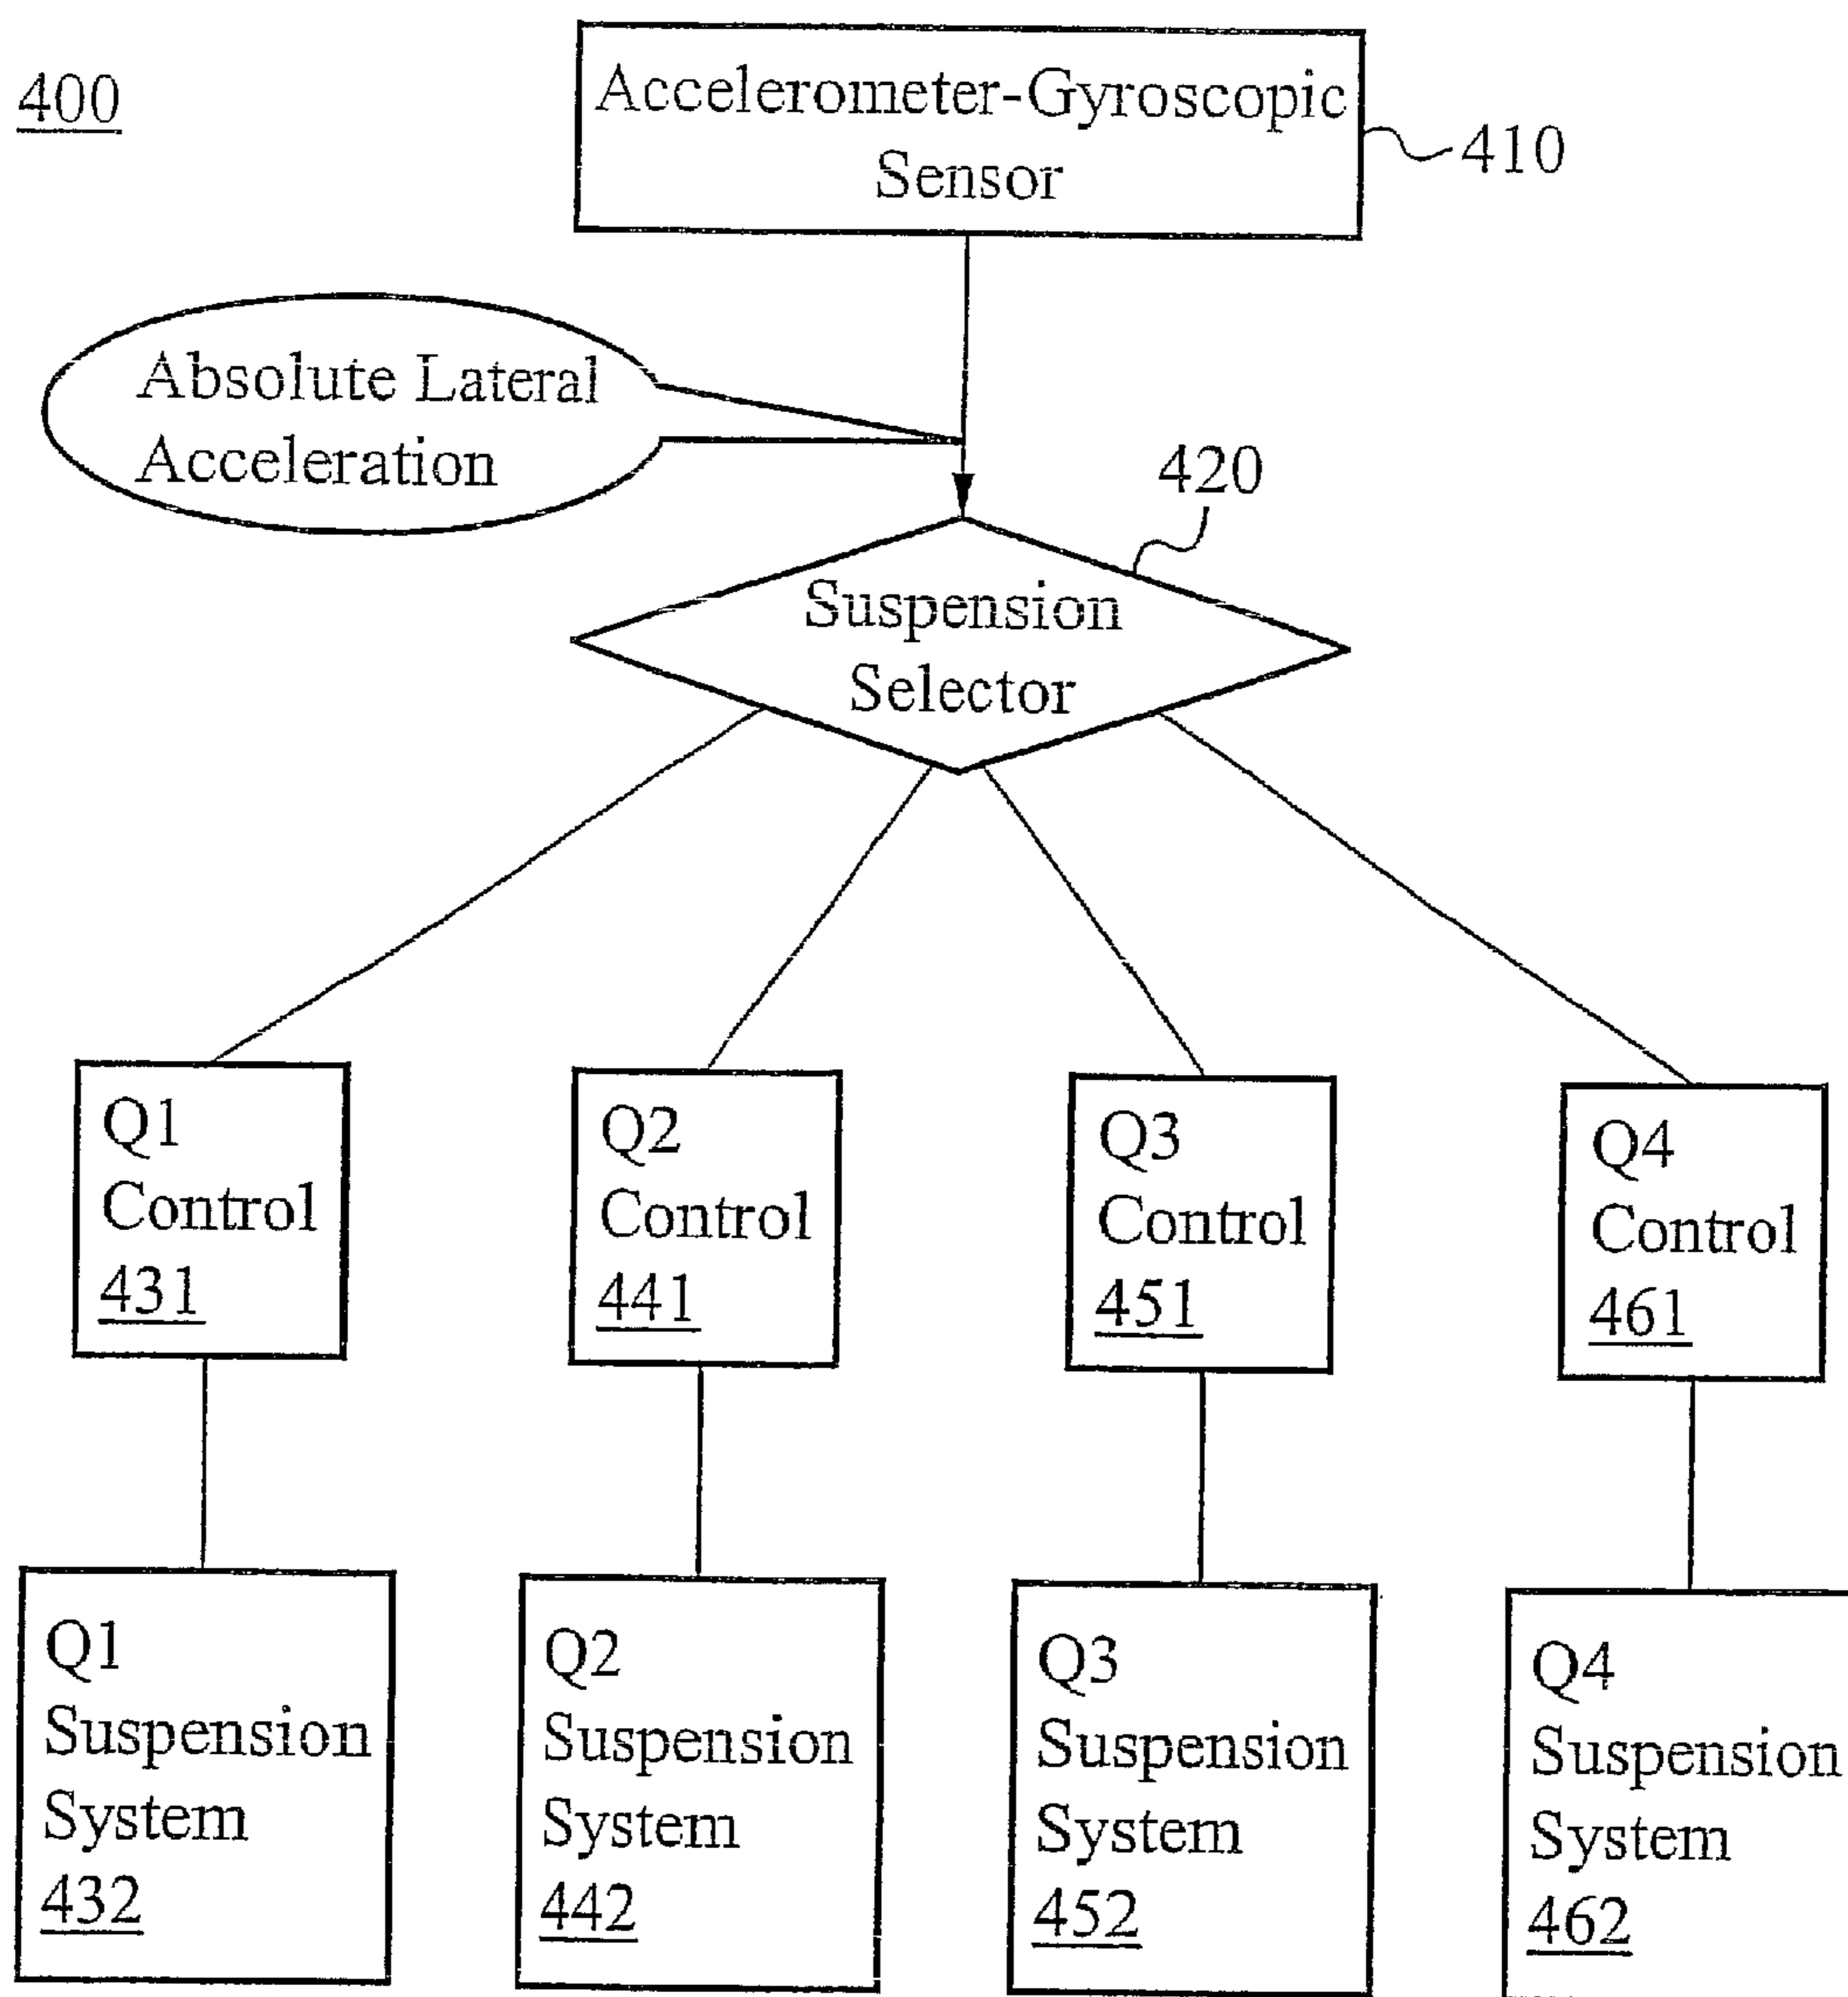 400
Accelerometer-Gyroscopic
Sensor
410
Absolute Lateral
Acceleration
420
Suspension
Selector
Q1
Control
431
Q2
Control
441
Q3
Control
451
Q4
Control
461
Q1
Suspension
System
432
Q2
Suspension
System
442
Q3
Suspension
System
452
Q4
Suspension
System
462